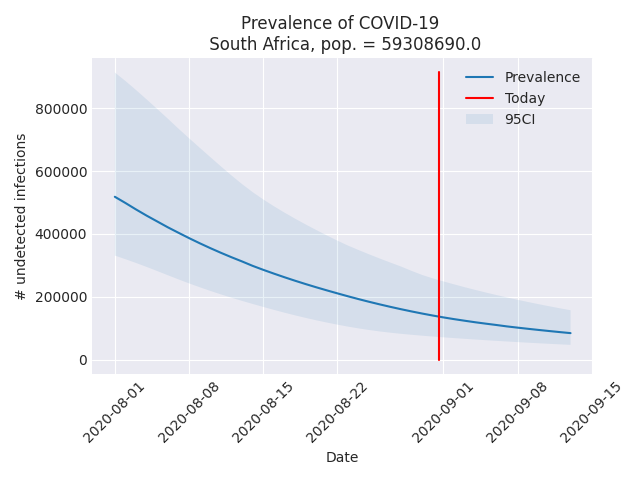 Prevalence of COVID-19
South Africa, pop. = 59308690.0
Prevalence
Today
95CI
# undetected infections
800000
600000
400000
200000
0
2020-08-01
2020-08-08
2020-08-15
2020-08-22
2020-09-01
2020-09-08
2020-09-15
Date